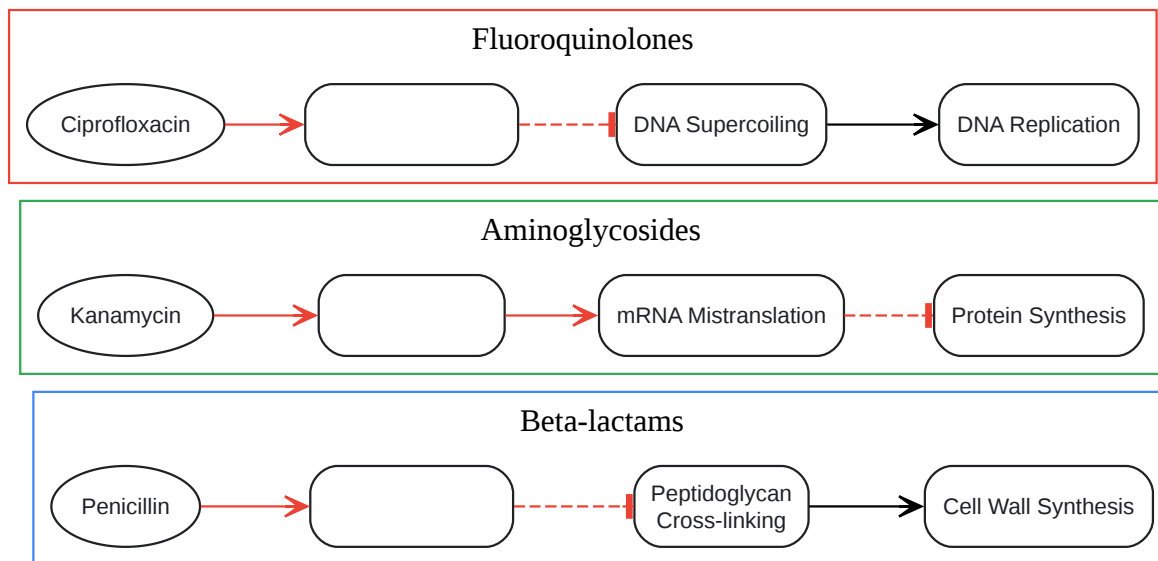 Fluoroquinolones
Ciprofloxacin
DNA Supercoiling
DNA Replication
Aminoglycosides
Kanamycin
mRNA Mistranslation
Protein Synthesis
Beta-lactams
Penicillin
Peptidoglycan
Cross-linking
Cell Wall Synthesis